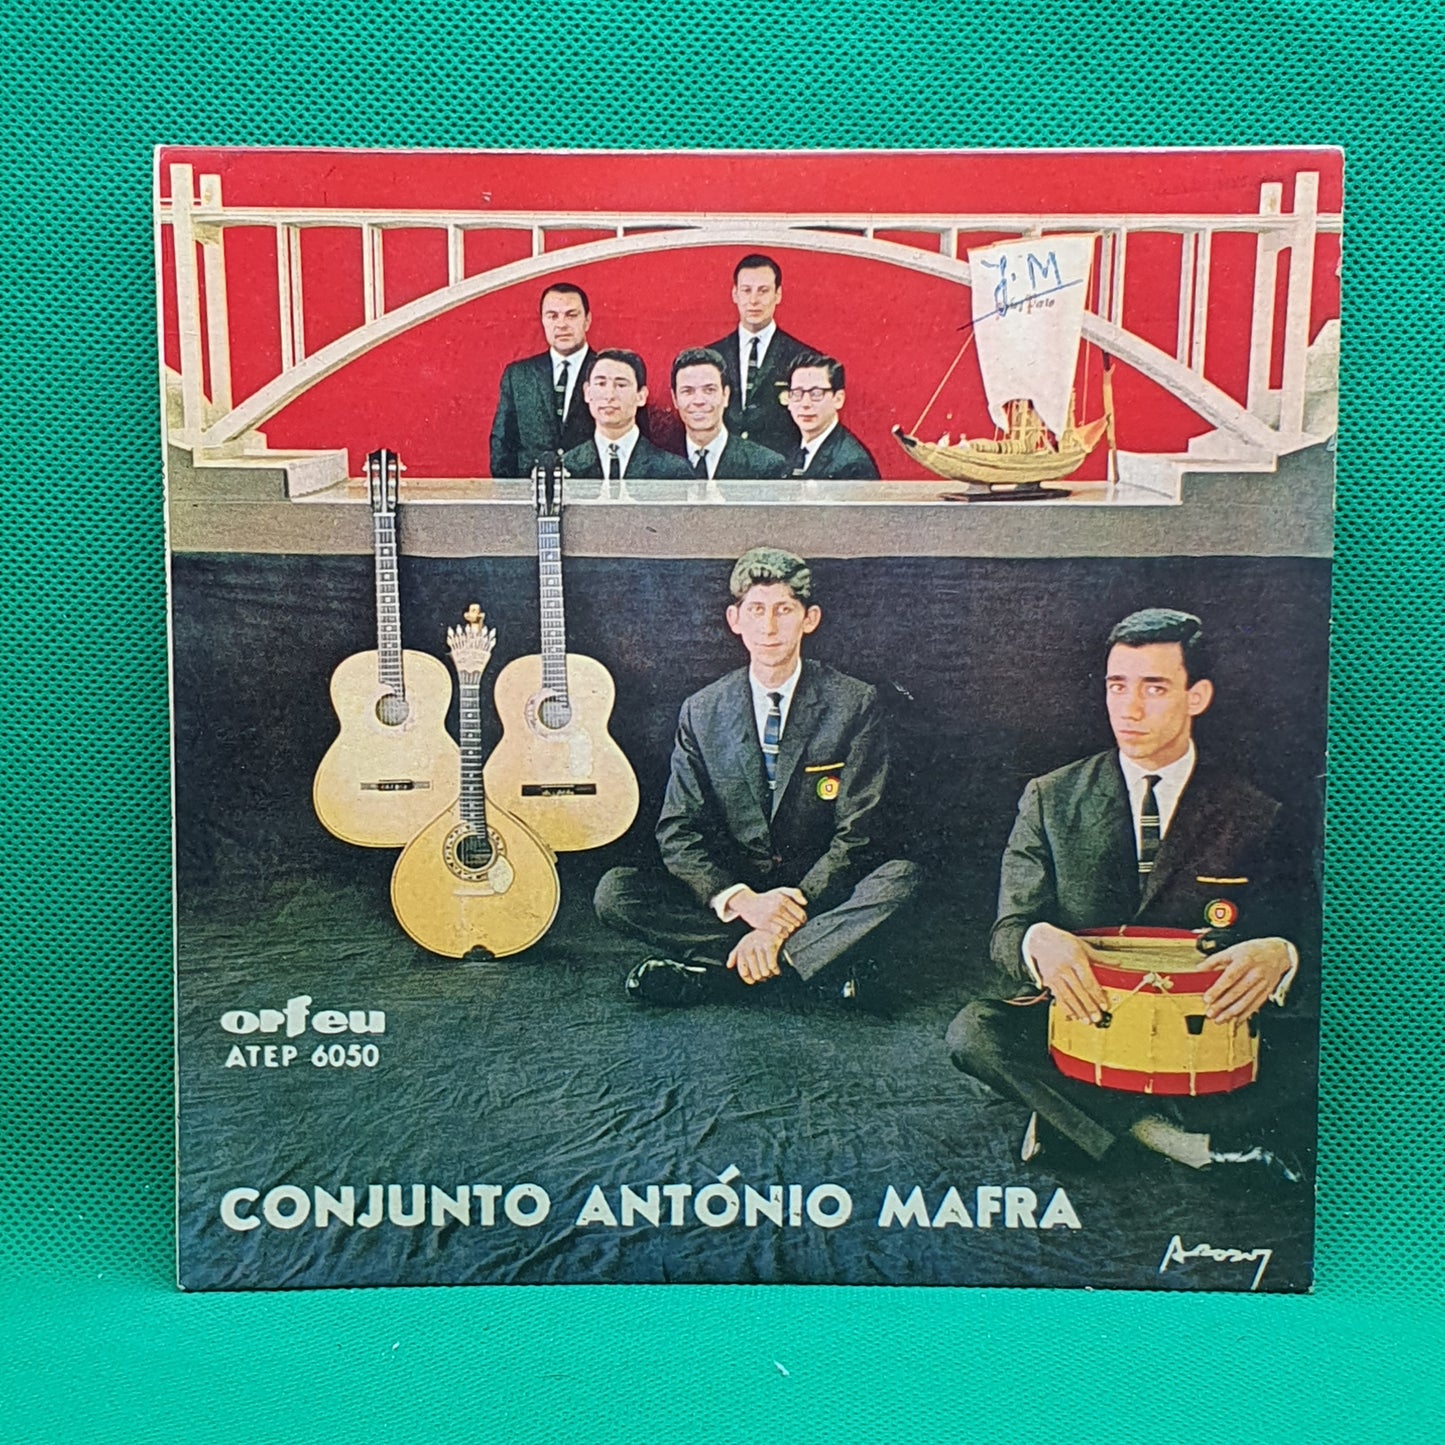 J. M
orfeu
ATEP 6050
CONJUNTO ANTÓNIO MAFRA